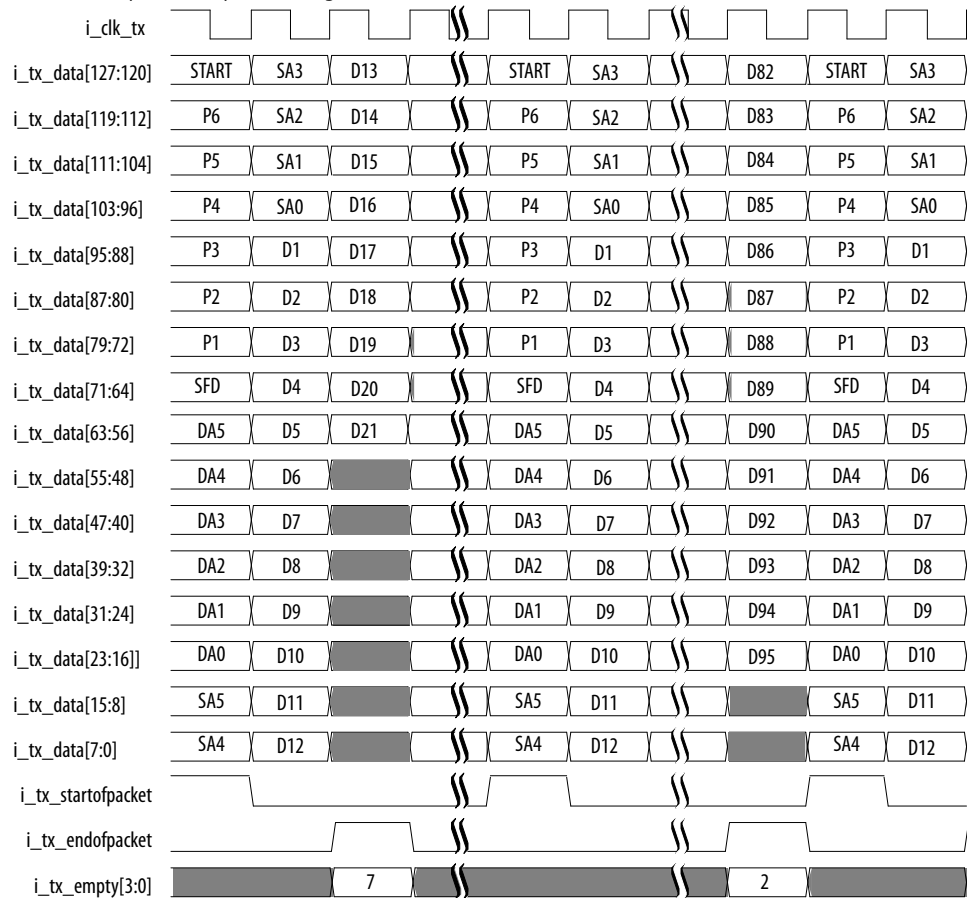 i_clk_tx
i_tx_data[127:120] START SA3 D13 START SA3 D82 START SA3
i_tx_data[119:112] P6 SA2 D14 P6 SA2 D83 P6 SA2
i_tx_data[111:104] P5 SA1 D15 P5 SA1 D84 P5 SA1
i_tx_data[103:96] P4 SA0 D16 P4 SA0 D85 P4 SA0
i_tx_data[95:88] P3 D1 D17 P3 D1 D86 P3 D1
i_tx_data[87:80] P2 D2 D18 P2 D2 D87 P2 D2
i_tx_data[79:72] P1 D3 D19 P1 D3 D88 P1 D3
i_tx_data[71:64] SFD D4 D20 SFD D4 D89 SFD D4
i_tx_data[63:56] DA5 D5 D21 DA5 D5 D90 DA5 D5
i_tx_data[55:48] DA4 D6 DA4 D6 D91 DA4 D6
i_tx_data[47:40] DA3 D7 DA3 D7 D92 DA3 D7
i_tx_data[39:32] DA2 D8 DA2 D8 D93 DA2 D8
i_tx_data[31:24] DA1 D9 DA1 D9 D94 DA1 D9
i_tx_data[23:16]] DA0 D10 DA0 D10 D95 DA0 D10
i_tx_data[15:8] SA5 D11 SA5 D11 SA5 D11
i_tx_data[7:0] SA4 D12 SA4 D12 SA4 D12
i_tx_startofpacket
i_tx_endofpacket
i_tx_empty[3:0] 7 2